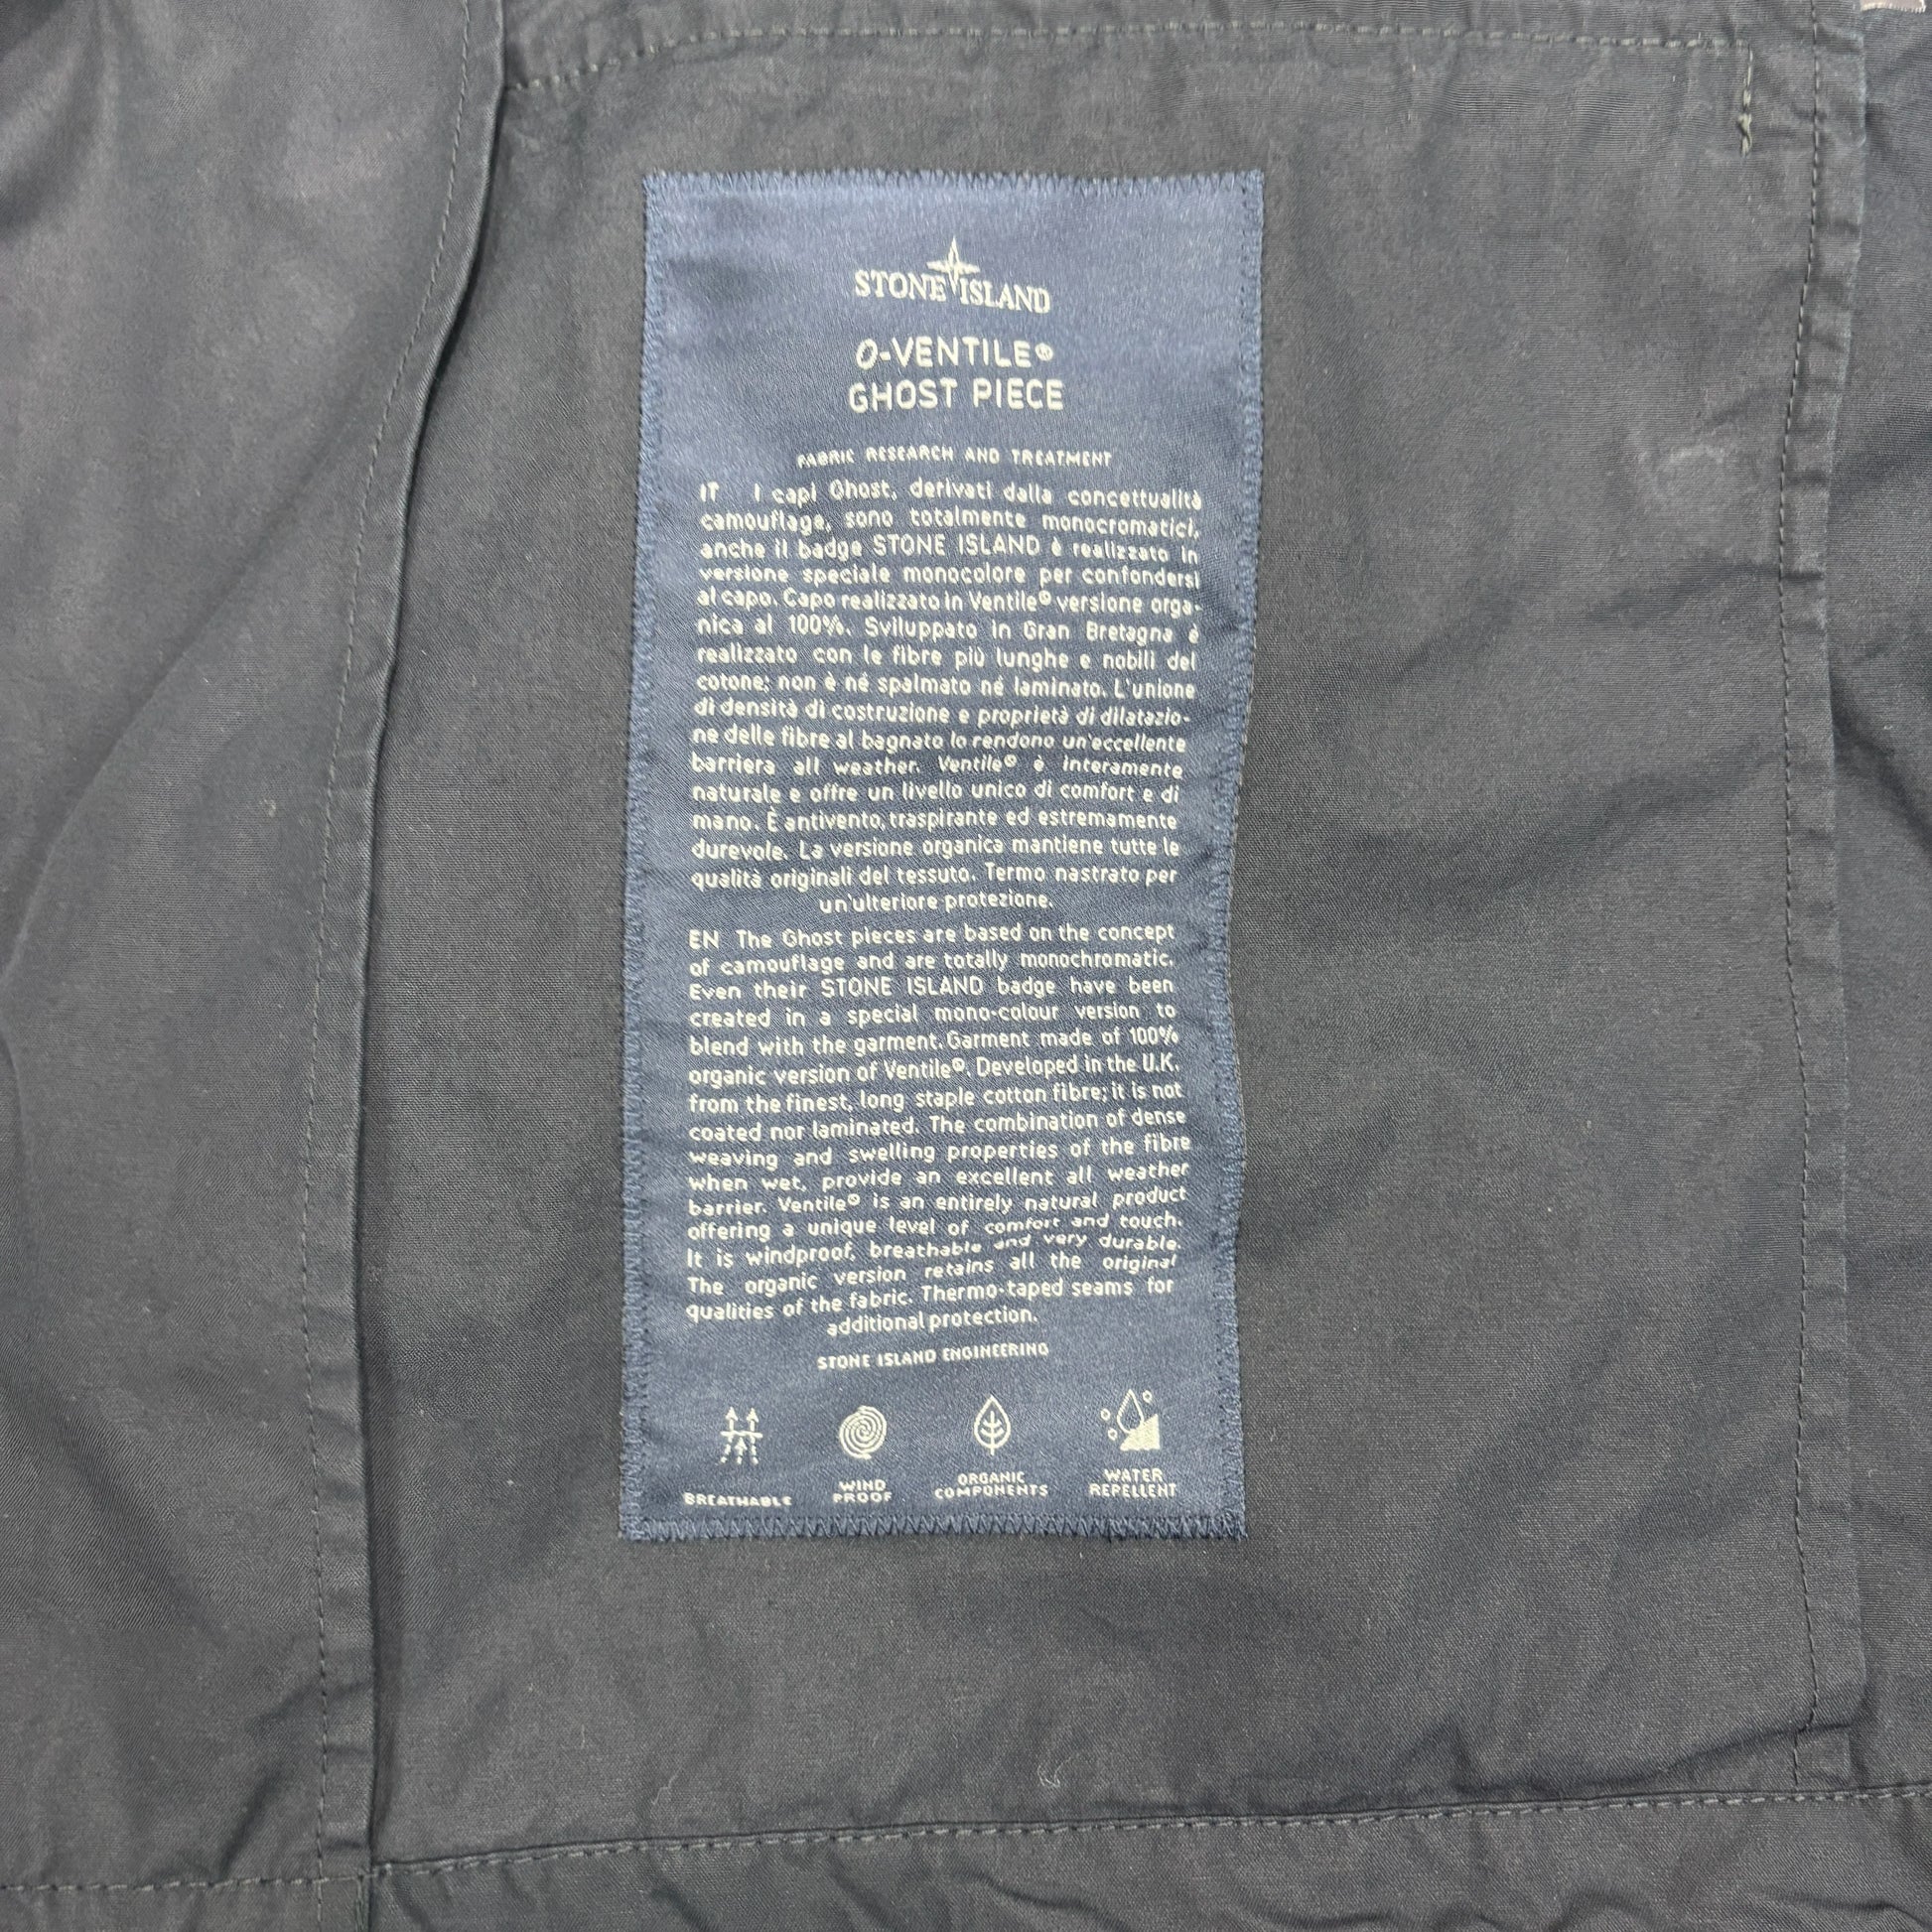 STONE ISLAND
O-VENTILE®
GHOST PIECE
FABRIC RESEARCH AND TREATMENT
IT I capi Ghost, derivati dalla concettualità
camouflage, sono totalmente monocromatici,
anche il badge STONE ISLAND è realizzato in
versione speciale monocolore per confondersi
al capo. Capo realizzato in Ventile® versione orga-
nica al 100%. Sviluppato in Gran Bretagna è
realizzato con le fibre più lunghe e nobili del
cotone; non è né spalmato né laminato. L'unione
di densità di costruzione e proprietà di dilatazio-
ne delle fibre al bagnato lo rendono un'eccellente
barriera all weather. Ventile® è interamente
naturale e offre un livello unico di comfort e di
mano. È antivento, traspirante ed estremamente
durevole. La versione organica mantiene tutte le
qualità originali del tessuto. Termo nastrato per
un'ulteriore protezione.
EN The Ghost pieces are based on the concept
of camouflage and are totally monochromatic.
Even their STONE ISLAND badge have been
created in a special mono-colour version to
blend with the garment. Garment made of 100%
organic version of Ventile®. Developed in the U.K.
from the finest, long staple cotton fibre; it is not
coated nor laminated. The combination of dense
weaving and swelling properties of the fibre
when wet, provide an excellent all weather
barrier. Ventile® is an entirely natural product
offering a unique level of comfort and touch.
It is windproof, breathable and very durable.
The organic version retains all the original
qualities of the fabric. Thermo-taped seams for
additional protection.
STONE ISLAND ENGINEERING
BREATHABLE
WIND
PROOF
ORGANIC
COMPONENTS
WATER
REPELLENT